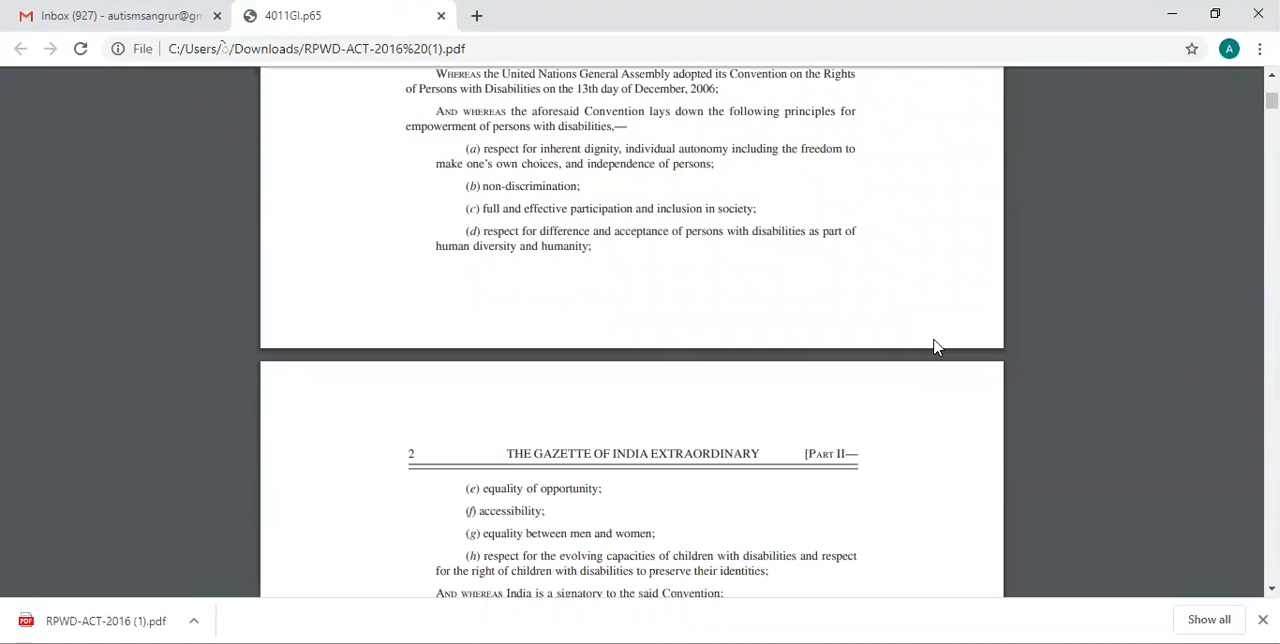 Inbox (927) - autismsangrur@gm
4011GI.p65
File
C:/Users/ /Downloads/RPWD-ACT-2016%20(1).pdf
A
WHEREAS the United Nations General Assembly adopted its Convention on the Rights
of Persons with Disabilities on the 13th day of December, 2006;
AND WHEREAS the aforesaid Convention lays down the following principles for
empowerment of persons with disabilities,—
(a) respect for inherent dignity, individual autonomy including the freedom to
make one's own choices, and independence of persons;
(b) non-discrimination;
(c) full and effective participation and inclusion in society;
(d) respect for difference and acceptance of persons with disabilities as part of
human diversity and humanity;
2 THE GAZETTE OF INDIA EXTRAORDINARY [PART II—
(e) equality of opportunity;
(f) accessibility;
(g) equality between men and women;
(h) respect for the evolving capacities of children with disabilities and respect
for the right of children with disabilities to preserve their identities;
AND WHEREAS India is a signatory to the said Convention;
PDF
RPWD-ACT-2016 (1).pdf
Show all